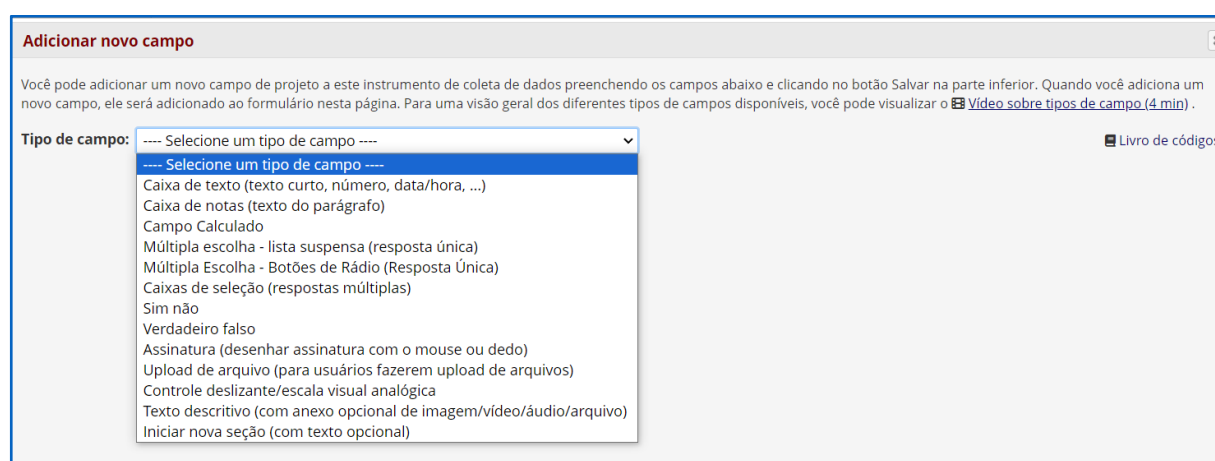 Adicionar novo campo
Você pode adicionar um novo campo de projeto a este instrumento de coleta de dados preenchendo os campos abaixo e clicando no botão Salvar na parte inferior. Quando você adiciona um
novo campo, ele será adicionado ao formulário nesta página. Para uma visão geral dos diferentes tipos de campos disponíveis, você pode visualizar o Vídeo sobre tipos de campo (4 min) .
Tipo de campo: ---- Selecione um tipo de campo ---- Livro de códigos
---- Selecione um tipo de campo ----
Caixa de texto (texto curto, número, data/hora, ...)
Caixa de notas (texto do parágrafo)
Campo Calculado
Múltipla escolha - lista suspensa (resposta única)
Múltipla Escolha - Botões de Rádio (Resposta Única)
Caixas de seleção (respostas múltiplas)
Sim não
Verdadeiro falso
Assinatura (desenhar assinatura com o mouse ou dedo)
Upload de arquivo (para usuários fazerem upload de arquivos)
Controle deslizante/escala visual analógica
Texto descritivo (com anexo opcional de imagem/vídeo/áudio/arquivo)
Iniciar nova seção (com texto opcional)